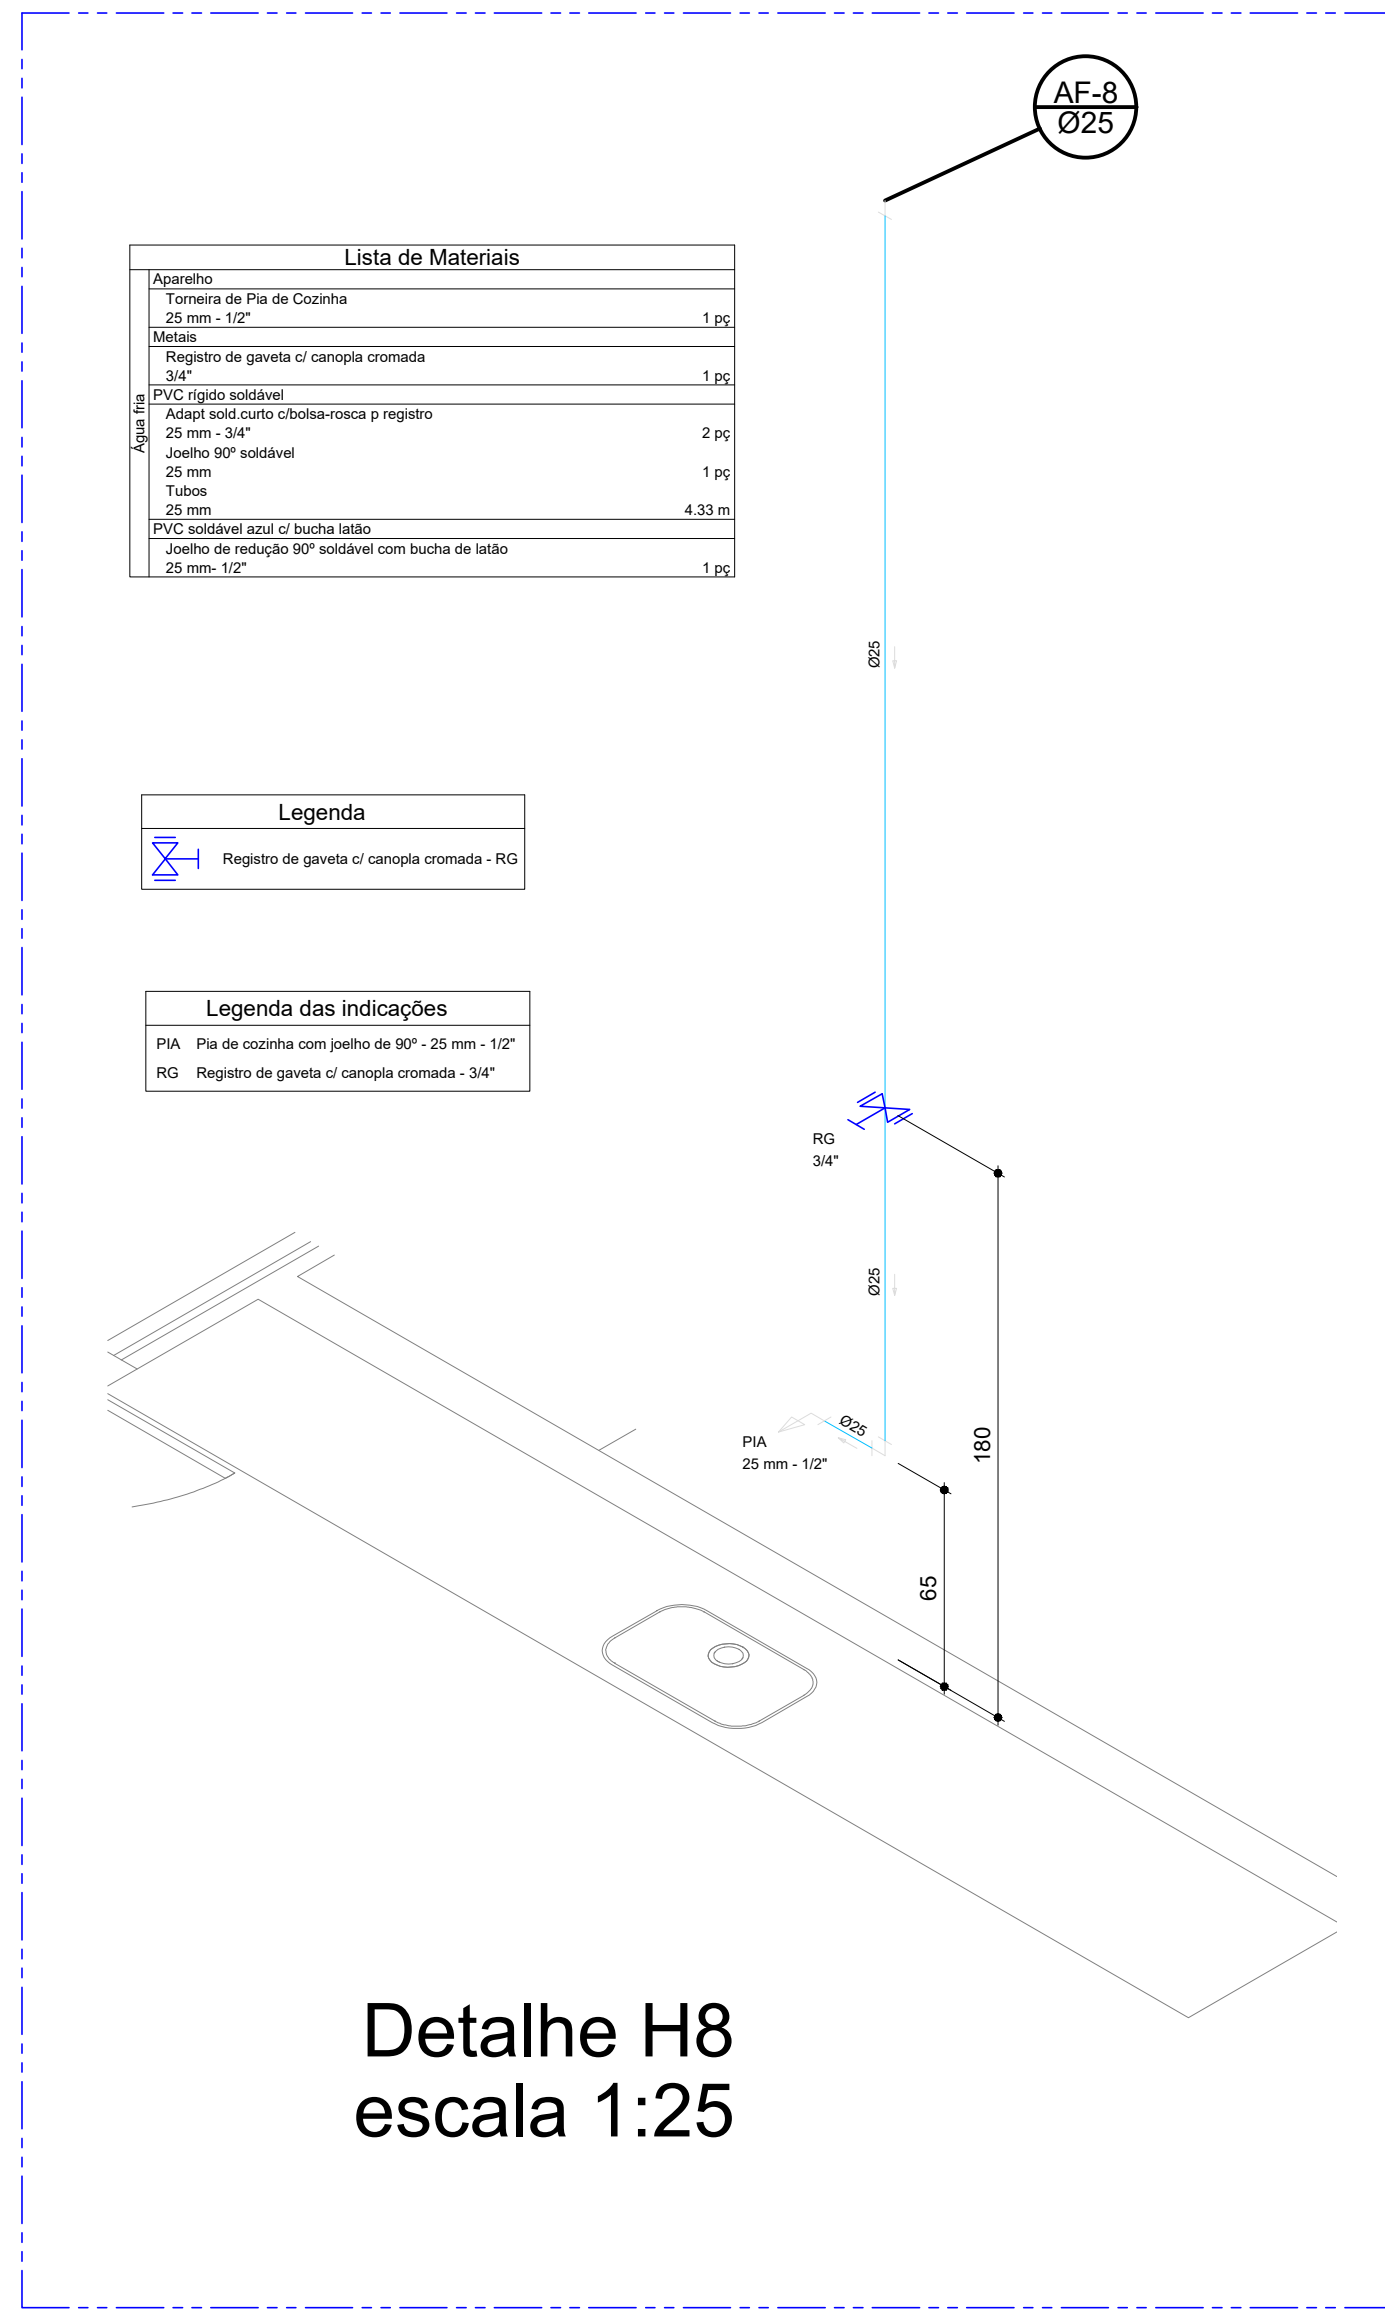 AF-8
Ø25
Lista de Materiais
Água fria
Aparelho
Torneira de Pia de Cozinha
25 mm - 1/2" 1 pç
Metais
Registro de gaveta c/ canopla cromada
3/4" 1 pç
PVC rígido soldável
Adapt sold.curto c/bolsa-rosca p registro
25 mm - 3/4" 2 pç
Joelho 90º soldável
25 mm 1 pç
Tubos
25 mm 4.33 m
PVC soldável azul c/ bucha latão
Joelho de redução 90º soldável com bucha de latão
25 mm- 1/2" 1 pç
Ø25
Legenda
Registro de gaveta c/ canopla cromada - RG
Legenda das indicações
PIA Pia de cozinha com joelho de 90º - 25 mm - 1/2"
RG Registro de gaveta c/ canopla cromada - 3/4"
RG
3/4"
Ø25
Ø25
PIA
25 mm - 1/2"
180
65
Detalhe H8
escala 1:25